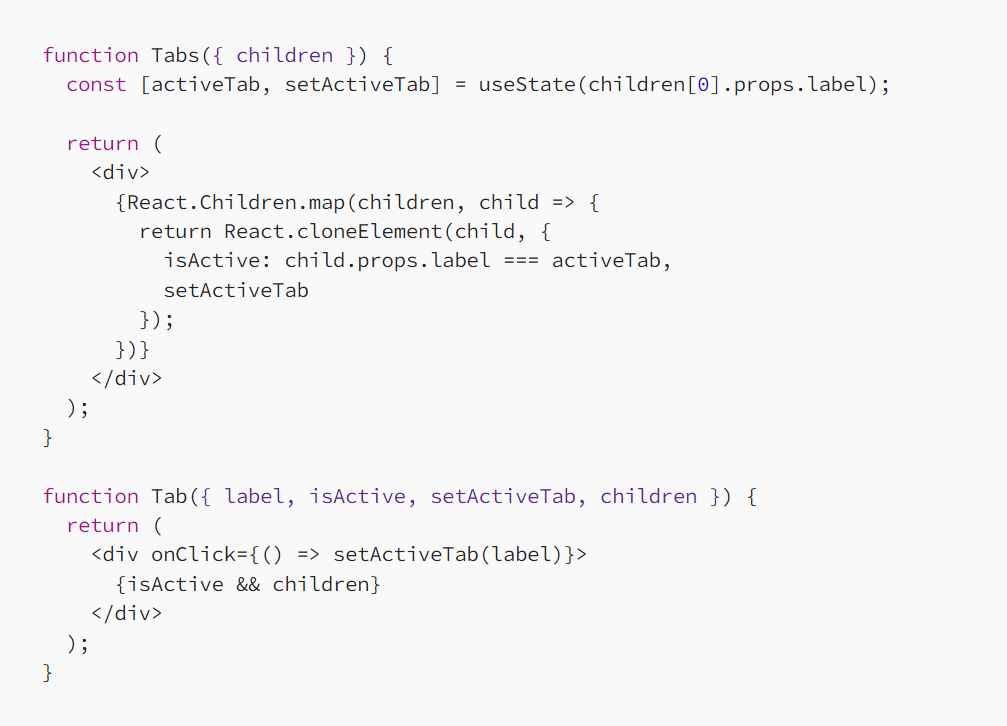 function Tabs({ children }) {
  const [activeTab, setActiveTab] = useState(children[0].props.label);

  return (
    <div>
      {React.Children.map(children, child => {
        return React.cloneElement(child, {
          isActive: child.props.label === activeTab,
          setActiveTab
        });
      })}
    </div>
  );
}

function Tab({ label, isActive, setActiveTab, children }) {
  return (
    <div onClick={() => setActiveTab(label)}>
      {isActive && children}
    </div>
  );
}